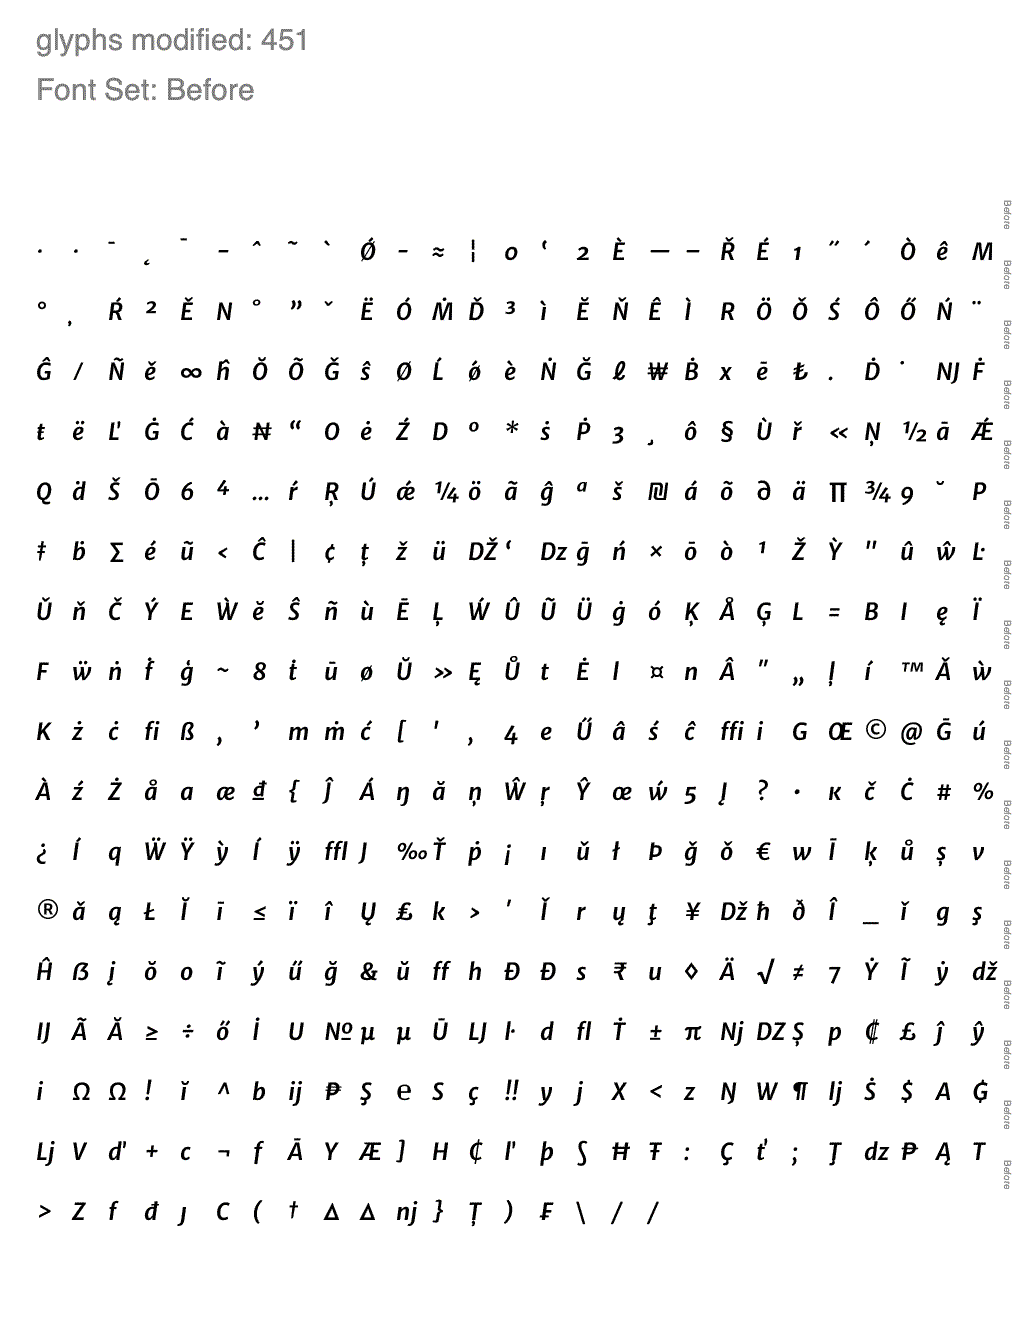 glyphs modified: 451
Font Set: Before
Before
· · ¯ ˛ ¯ – ˆ ˜ ` Ǿ - ≈ ¦ 0 ‛ 2 È — – Ř É 1 ˝ ´ Ò ê M
Before
° ¸ Ŕ ² Ě N ˚ ” ˇ Ë Ó Ṁ Ď ³ ì Ĕ Ň Ê Ì R Ö Ǒ Ś Ô Ő Ń ¨
Before
Ĝ / Ñ ě ∞ ĥ Ŏ Õ Ǧ ŝ Ø Ĺ ǿ è Ṅ Ğ ℓ ₩ Ḃ x ē ₺ . Ḋ ˙ NJ Ḟ
Before
ŧ ë Ľ Ġ Ć à ₦ “ O ė Ź D º * ṡ Ṗ 3 ¸ ô § Ù ř « Ņ ½ ā Ǽ
Before
Q ḋ Š Ō 6 ⁴ … ŕ Ŗ Ú ǽ ¼ ö ã ĝ ª š ₪ á õ ∂ ä ∏ ¾ 9 ˘ P
Before
† ḃ ∑ é ũ < Ĉ | ¢ ț ž ü DŽ ‘ Dz ḡ ń × ō ò ¹ Ž Ỳ " û ŵ Ŀ
Before
Ǔ ň Č Ý E Ẁ ĕ Ŝ ñ ù Ē Ļ Ẃ Û Ũ Ü ġ ó Ķ Å Ģ L = B I ę Ï
Before
F ẅ ṅ ḟ ģ ~ 8 ṫ ū ø Ŭ » Ę Ů t Ė l ¤ n Â ″ „ ļ í ™ Ǎ ẁ
Before
K ż ċ fi ß , ’ m ṁ ć [ ' ‚ 4 e Ű â ś ĉ ffi i G Œ © @ Ḡ ú
Before
À ź Ż å a æ ₫ { Ĵ Á ŋ ă ņ Ŵ ŗ Ŷ œ ẃ 5 Į ? · ĸ č Ċ # %
Before
¿ Í q Ẅ Ÿ ỳ Í ÿ ffl J ‰ Ť ṗ ¡ ı ǔ ł Þ ǧ ǒ € w Ī ķ ů ș v
Before
® ǎ ą Ł Ǐ ī ≤ ï î Ų ₤ k > ′ Ĭ r ų ţ ¥ Dž ħ ð Î _ ǐ g ş
Before
Ĥ ẞ į ŏ o ĩ ý ű ğ & ŭ ff h Đ Ð s ₹ u ◊ Ä √ ≠ 7 Ẏ Ĩ ẏ dž
Before
IJ Ã Ă ≥ ÷ ő İ U № µ μ Ū LJ ŀ d fl Ṫ ± π Nj DZ Ș p ₡ £ ĵ ŷ
Before
i Ω Ω ! ĭ ^ b ij ₱ Ş ℮ S ç ‼ y j X < z Ŋ W ¶ lj Ṡ $ A Ģ
Before
Lj V ď + c ¬ f Ā Y Æ ] H ₵ ľ þ ʃ Ħ Ŧ : Ç ť ; Ţ dz ₱ Ą T
Before
> Z f đ ȷ C ( † ∆ Δ nj } Ț ) ₣ \ / ⁄